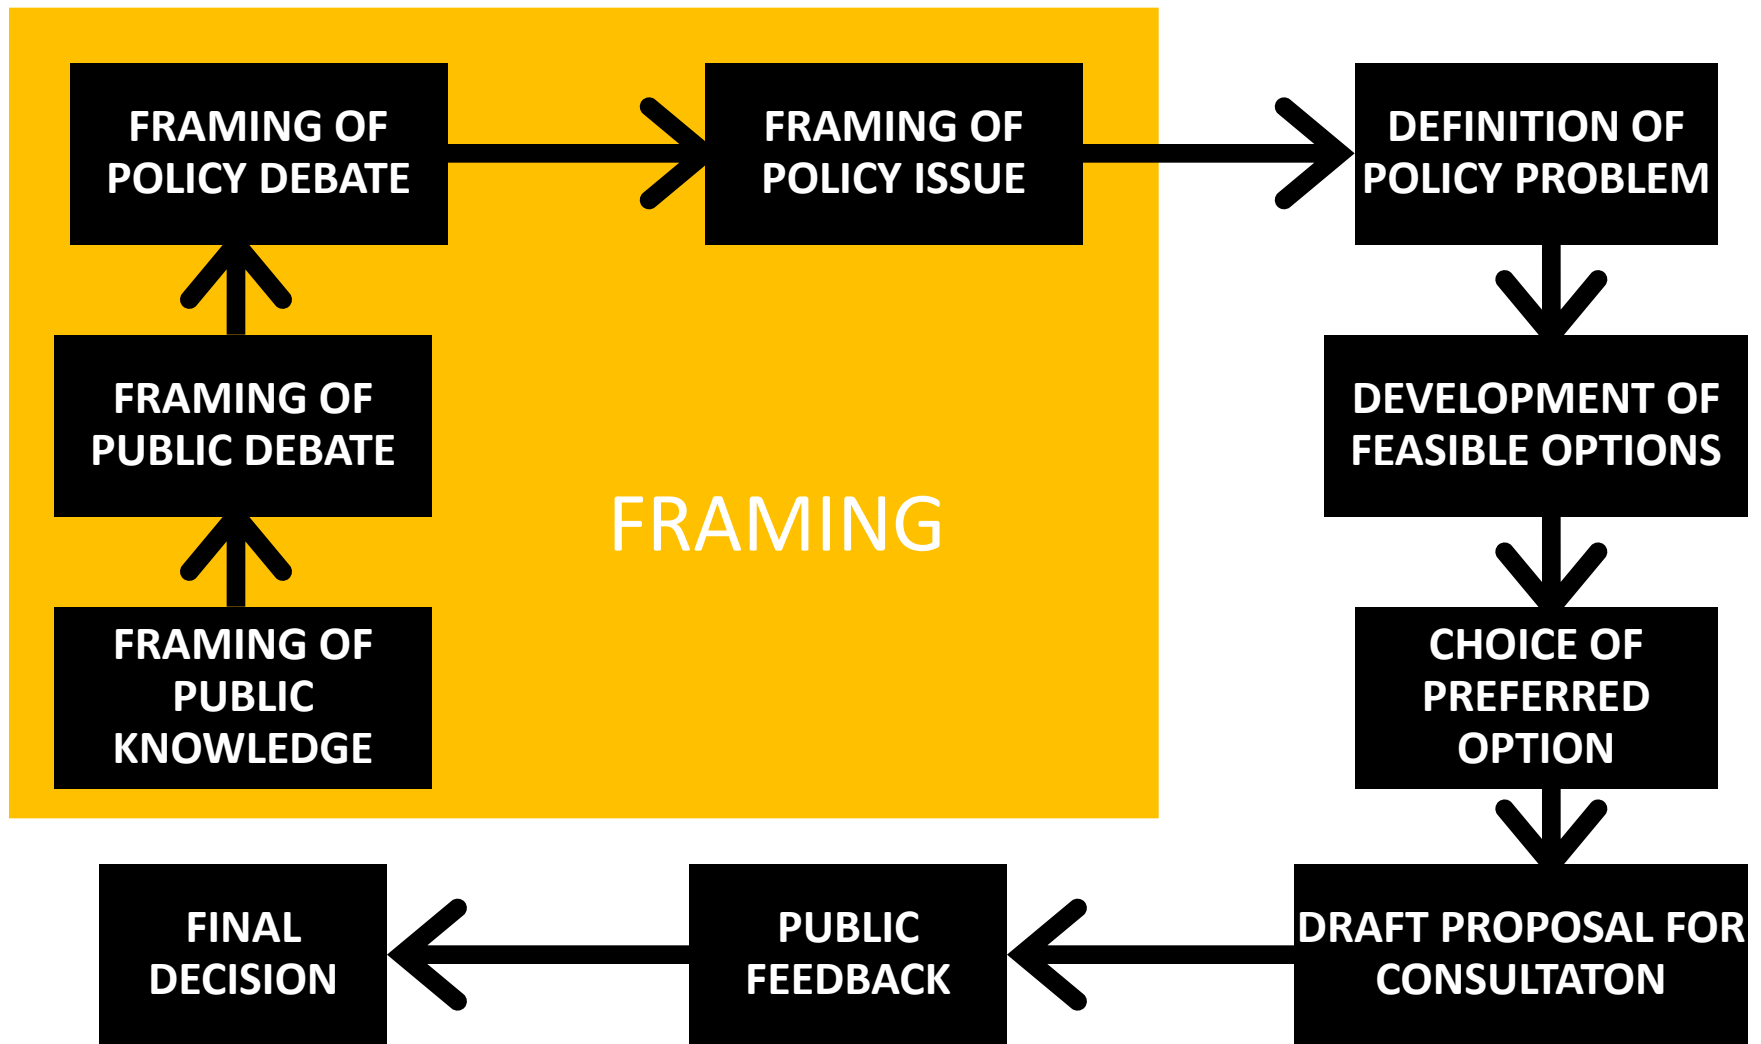 FRAMING OF
POLICY DEBATE
FRAMING OF
POLICY ISSUE
DEFINITION OF
POLICY PROBLEM
FRAMING OF
PUBLIC DEBATE
DEVELOPMENT OF
FEASIBLE OPTIONS
FRAMING
FRAMING OF
PUBLIC
KNOWLEDGE
CHOICE OF
PREFERRED
OPTION
FINAL
DECISION
PUBLIC
FEEDBACK
DRAFT PROPOSAL FOR
CONSULTATON